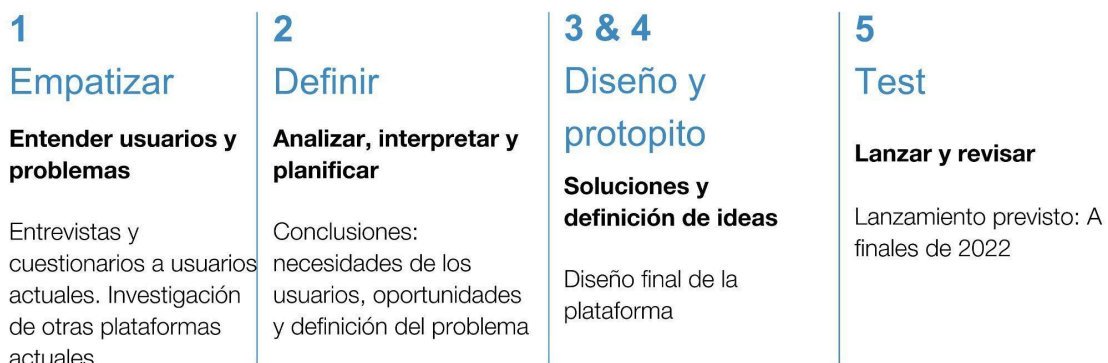 1
Empatizar
Entender usuarios y
problemas
Entrevistas y
cuestionarios a usuarios
actuales. Investigación
de otras plataformas
actuales
2
Definir
Analizar, interpretar y
planificar
Conclusiones:
necesidades de los
usuarios, oportunidades
y definición del problema
3 & 4
Diseño y
protopito
Soluciones y
definición de ideas
Diseño final de la
plataforma
5
Test
Lanzar y revisar
Lanzamiento previsto: A
finales de 2022